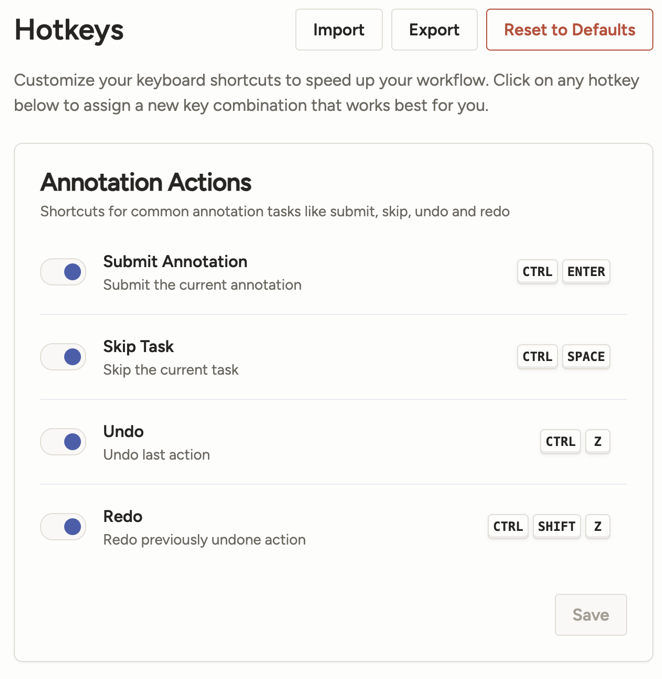 Hotkeys
Import
Export
Reset to Defaults
Customize your keyboard shortcuts to speed up your workflow. Click on any hotkey
below to assign a new key combination that works best for you.
Annotation Actions
Shortcuts for common annotation tasks like submit, skip, undo and redo
Submit Annotation
Submit the current annotation
CTRL ENTER
Skip Task
Skip the current task
CTRL SPACE
Undo
Undo last action
CTRL Z
Redo
Redo previously undone action
CTRL SHIFT Z
Save